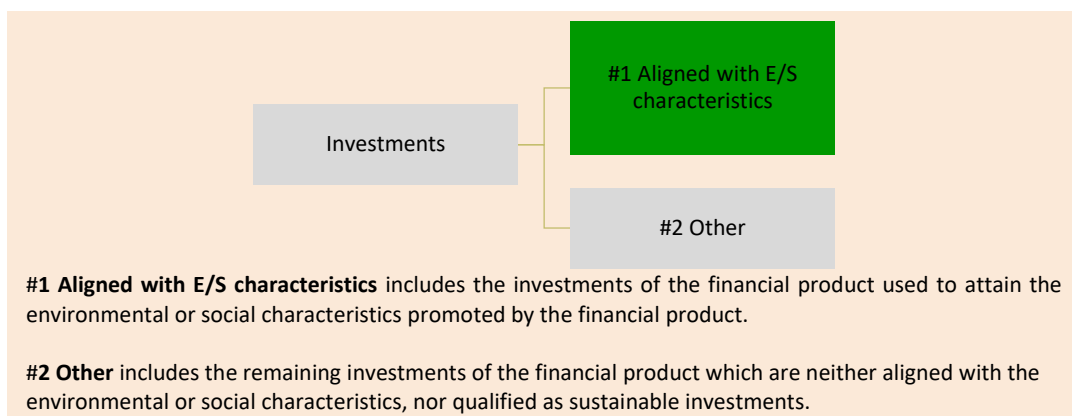 #1 Aligned with E/S
characteristics
Investments
#2 Other
#1 Aligned with E/S characteristics includes the investments of the financial product used to attain the
environmental or social characteristics promoted by the financial product.
#2 Other includes the remaining investments of the financial product which are neither aligned with the
environmental or social characteristics, nor qualified as sustainable investments.